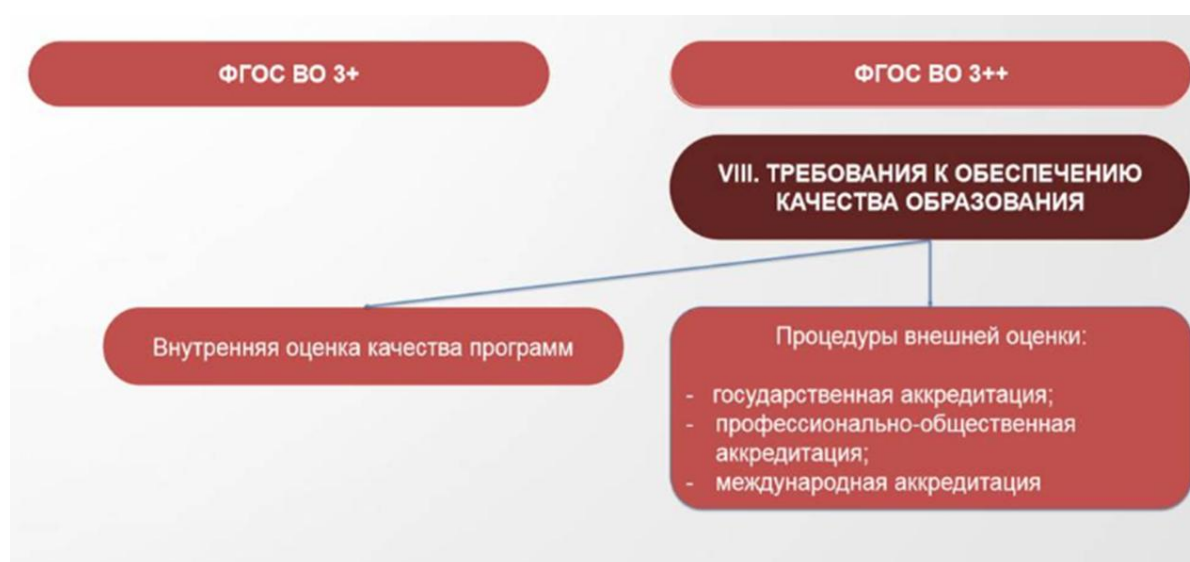 ФГОС ВО 3+
ФГОС ВО 3++
VIII. ТРЕБОВАНИЯ К ОБЕСПЕЧЕНИЮ
КАЧЕСТВА ОБРАЗОВАНИЯ
Внутренняя оценка качества программ
Процедуры внешней оценки:
- государственная аккредитация;
- профессионально-общественная
аккредитация;
- международная аккредитация